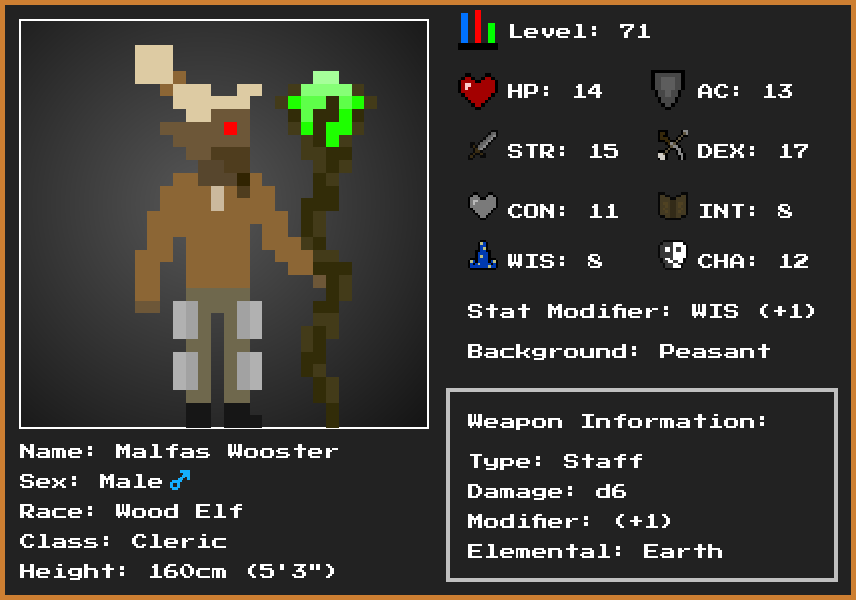 Level: 71
HP: 14
AC: 13
STR: 15
DEX: 17
CON: 11
INT: 8
WIS: 8
CHA: 12
Stat Modifier: WIS (+1)
Background: Peasant
Weapon Information:
Type: Staff
Damage: d6
Modifier: (+1)
Elemental: Earth
Name: Malfas Wooster
Sex: Male♂
Race: Wood Elf
Class: Cleric
Height: 160cm (5'3")